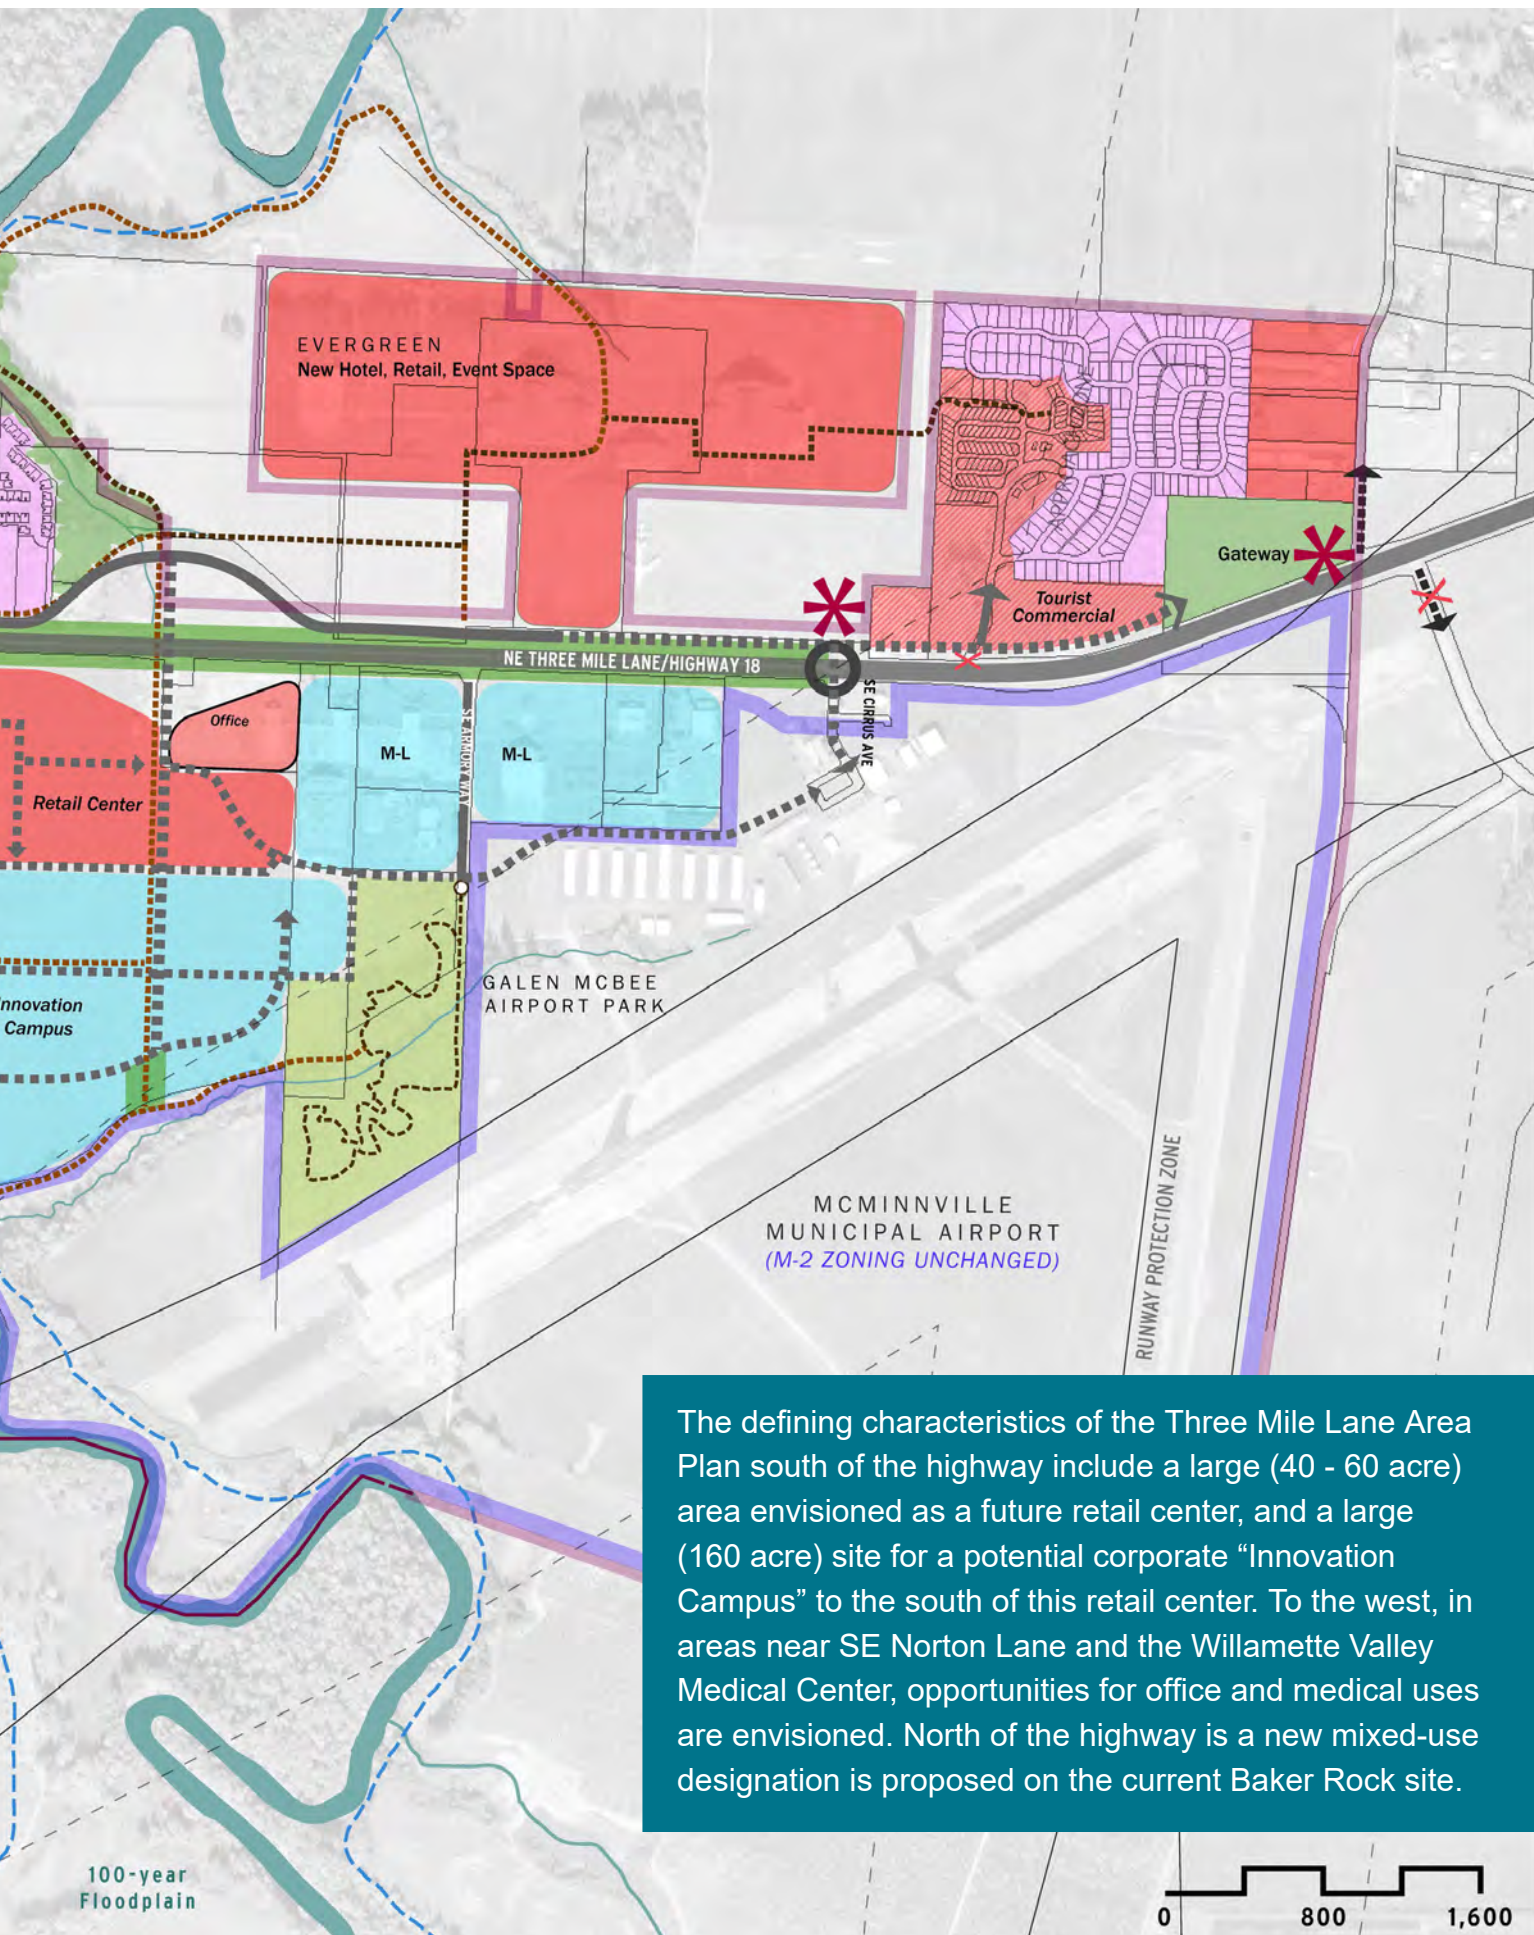 EVERGREEN
New Hotel, Retail, Event Space
APPROACH ZONE
Gateway
Tourist
Commercial
NE THREE MILE LANE/HIGHWAY 18
SE CIRRUS AVE
Office
SE ARMORY WAY
M-L
M-L
Retail Center
nnovation
Campus
GALEN MCBEE
AIRPORT PARK
MCMINNVILLE
MUNICIPAL AIRPORT
(M-2 ZONING UNCHANGED)
RUNWAY PROTECTION ZONE
The defining characteristics of the Three Mile Lane Area
Plan south of the highway include a large (40 - 60 acre)
area envisioned as a future retail center, and a large
(160 acre) site for a potential corporate “Innovation
Campus” to the south of this retail center. To the west, in
areas near SE Norton Lane and the Willamette Valley
Medical Center, opportunities for office and medical uses
are envisioned. North of the highway is a new mixed-use
designation is proposed on the current Baker Rock site.
100-year
Floodplain
0 800 1,600